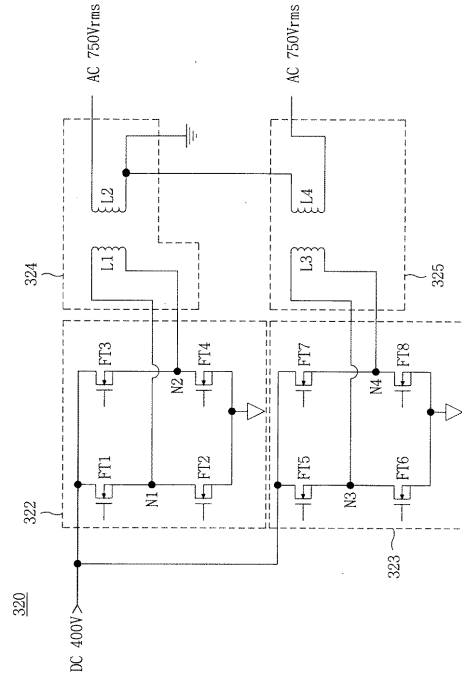 320
DC 400V
322
FT1
FT3
N1
N2
FT2
FT4
324
L1
L2
AC 750Vrms
323
FT5
FT7
N3
N4
FT6
FT8
325
L3
L4
AC 750Vrms